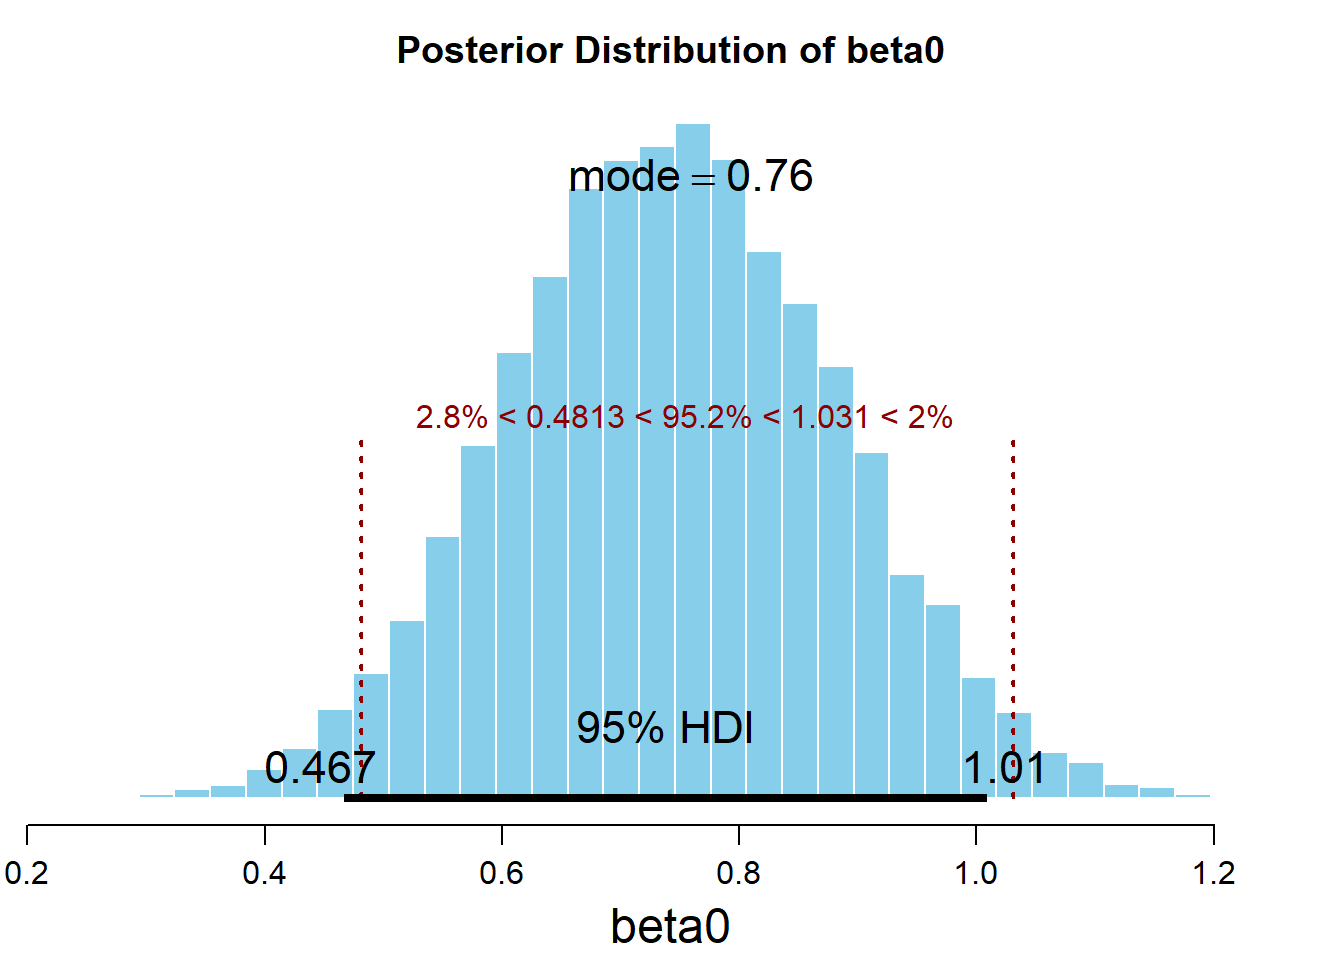 Posterior Distribution of beta0
mode = 0.76
2.8% < 0.4813 < 95.2% < 1.031 < 2%
95% HDI
0.467 1.01
0.2 0.4 0.6 0.8 1.0 1.2
beta0